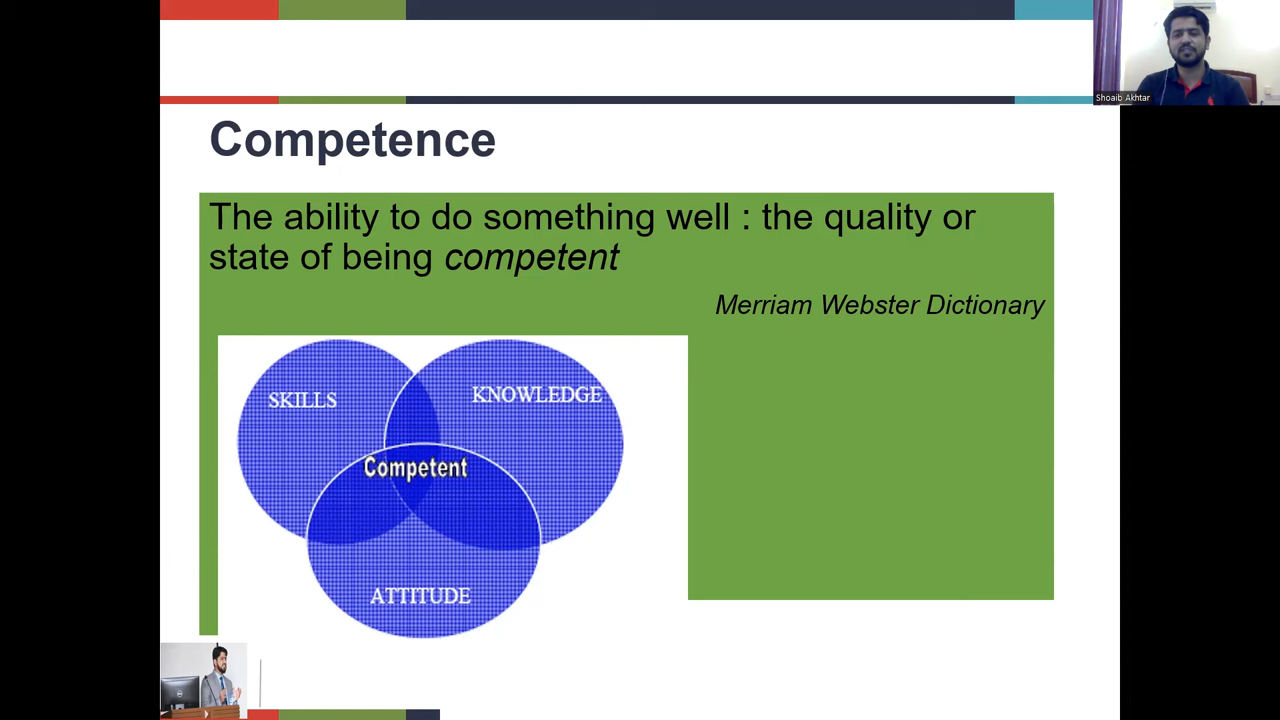 Shoaib Akhtar
Competence
The ability to do something well : the quality or
state of being competent
Merriam Webster Dictionary
SKILLS
KNOWLEDGE
Competent
ATTITUDE